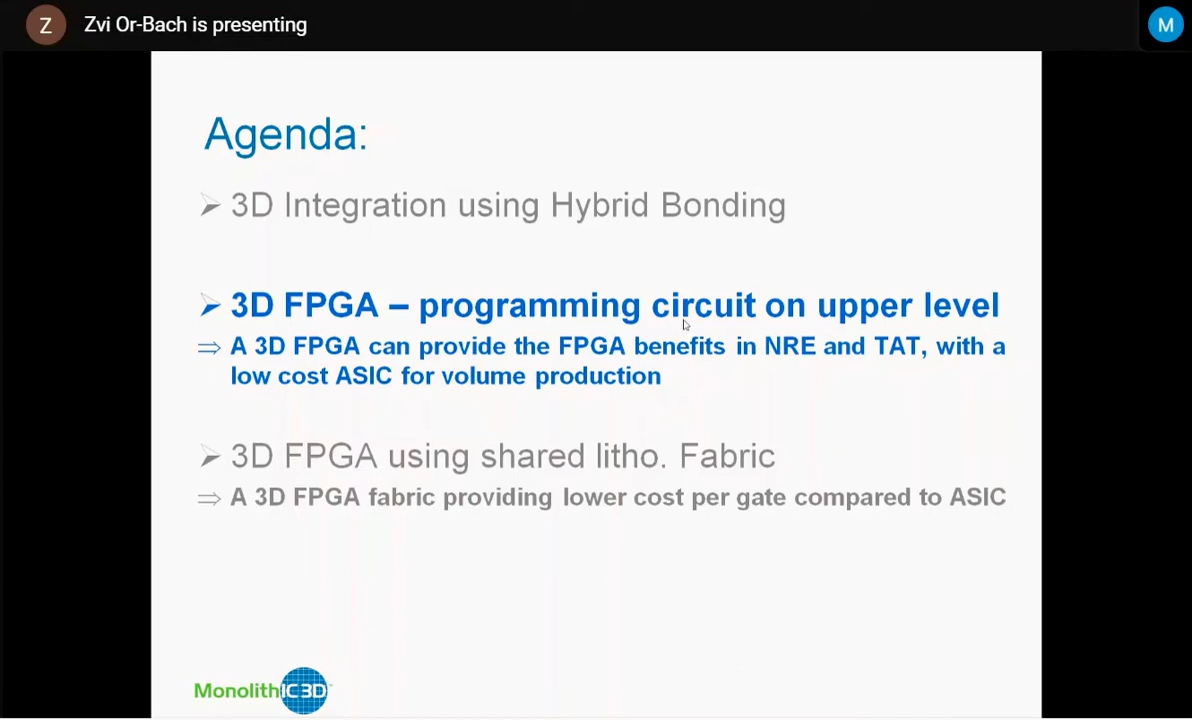 Z Zvi Or-Bach is presenting M
Agenda:
➢ 3D Integration using Hybrid Bonding
➢ 3D FPGA – programming circuit on upper level
⇒ A 3D FPGA can provide the FPGA benefits in NRE and TAT, with a
low cost ASIC for volume production
➢ 3D FPGA using shared litho. Fabric
⇒ A 3D FPGA fabric providing lower cost per gate compared to ASIC
MonolithIC3D™